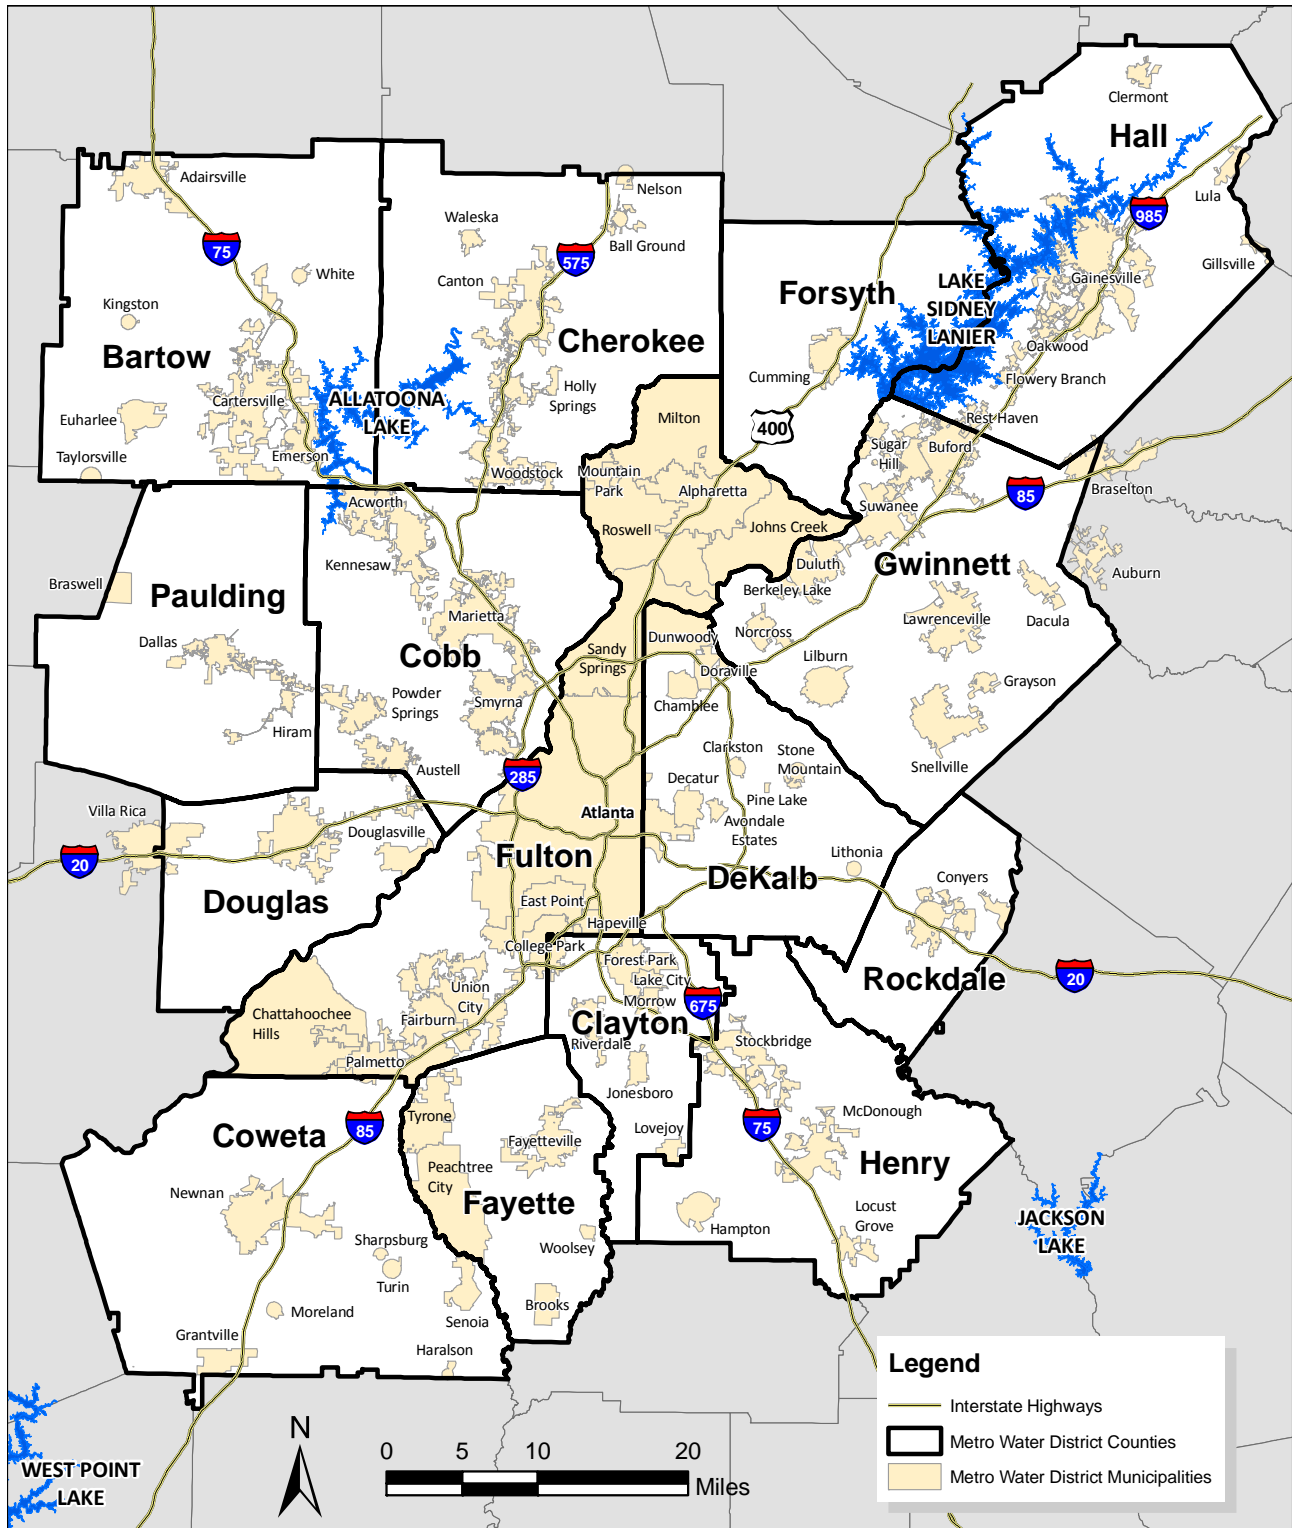 Clermont
Hall
Adairsville
Nelson
Lula
Waleska
985
75
Ball Ground
575
White
Canton
Gillsville
Gainesville
Forsyth
LAKE
SIDNEY
LANIER
Kingston
Bartow
Cherokee
Oakwood
Cumming
Flowery Branch
Holly
Springs
Cartersville
ALLATOONA
LAKE
Euharlee
Milton
400
Rest Haven
Sugar
Hill
Buford
Taylorsville
Emerson
Woodstock
Mountain
Park
Alpharetta
85
Braselton
Acworth
Suwanee
Roswell
Johns Creek
Kennesaw
Duluth
Gwinnett
Auburn
Braswell
Paulding
Berkeley Lake
Marietta
Lawrenceville
Dacula
Dallas
Cobb
Sandy
Springs
Dunwoody
Norcross
Lilburn
Doraville
Grayson
Powder
Springs
Smyrna
Chamblee
Hiram
Clarkston
Stone
Mountain
Snellville
Austell
285
Decatur
Pine Lake
Villa Rica
Atlanta
Avondale
Estates
Douglasville
20
Fulton
Lithonia
DeKalb
Conyers
Douglas
East Point
Hapeville
College Park
Forest Park
Lake City
Rockdale
20
Union
City
Morrow
675
Chattahoochee
Hills
Fairburn
Clayton
Riverdale
Stockbridge
Palmetto
Jonesboro
McDonough
Tyrone
85
75
Coweta
Lovejoy
Fayetteville
Henry
Peachtree
City
Newnan
Fayette
Locust
Grove
Hampton
JACKSON
LAKE
Sharpsburg
Woolsey
Turin
Moreland
Brooks
Senoia
Grantville
Haralson
Legend
Interstate Highways
Metro Water District Counties
Metro Water District Municipalities
N
0 5 10 20
Miles
WEST POINT
LAKE